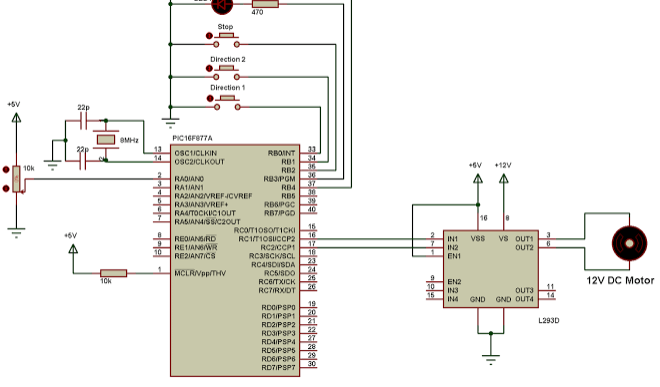 470
Stop
Direction 2
Direction 1
+5V
22p
8MHz
22p
10k
PIC16F877A
13 OSC1/CLKIN RB0/INT 33
14 OSC2/CLKOUT RB1 34
RB2 35
2 RA0/AN0 RB3/PGM 36
3 RA1/AN1 RB4 37
4 RA2/AN2/VREF-/CVREF RB5 38
5 RA3/AN3/VREF+ RB6/PGC 39
6 RA4/T0CKI/C1OUT RB7/PGD 40
7 RA5/AN4/SS/C2OUT
RC0/T1OSO/T1CKI 15
8 RE0/AN5/RD RC1/T1OSI/CCP2 16
9 RE1/AN6/WR RC2/CCP1 17
10 RE2/AN7/CS RC3/SCK/SCL 18
RC4/SDI/SDA 23
1 MCLR/Vpp/THV RC5/SDO 24
RC6/TX/CK 25
RC7/RX/DT 26
RD0/PSP0 19
RD1/PSP1 20
RD2/PSP2 21
RD3/PSP3 22
RD4/PSP4 27
RD5/PSP5 28
RD6/PSP6 29
RD7/PSP7 30
+5V
10k
+5V +12V
16 8
2 IN1 VSS VS OUT1 3
7 IN2 OUT2 6
1 EN1
9 EN2
10 IN3 OUT3 11
15 IN4 GND GND OUT4 14
L293D
12V DC Motor